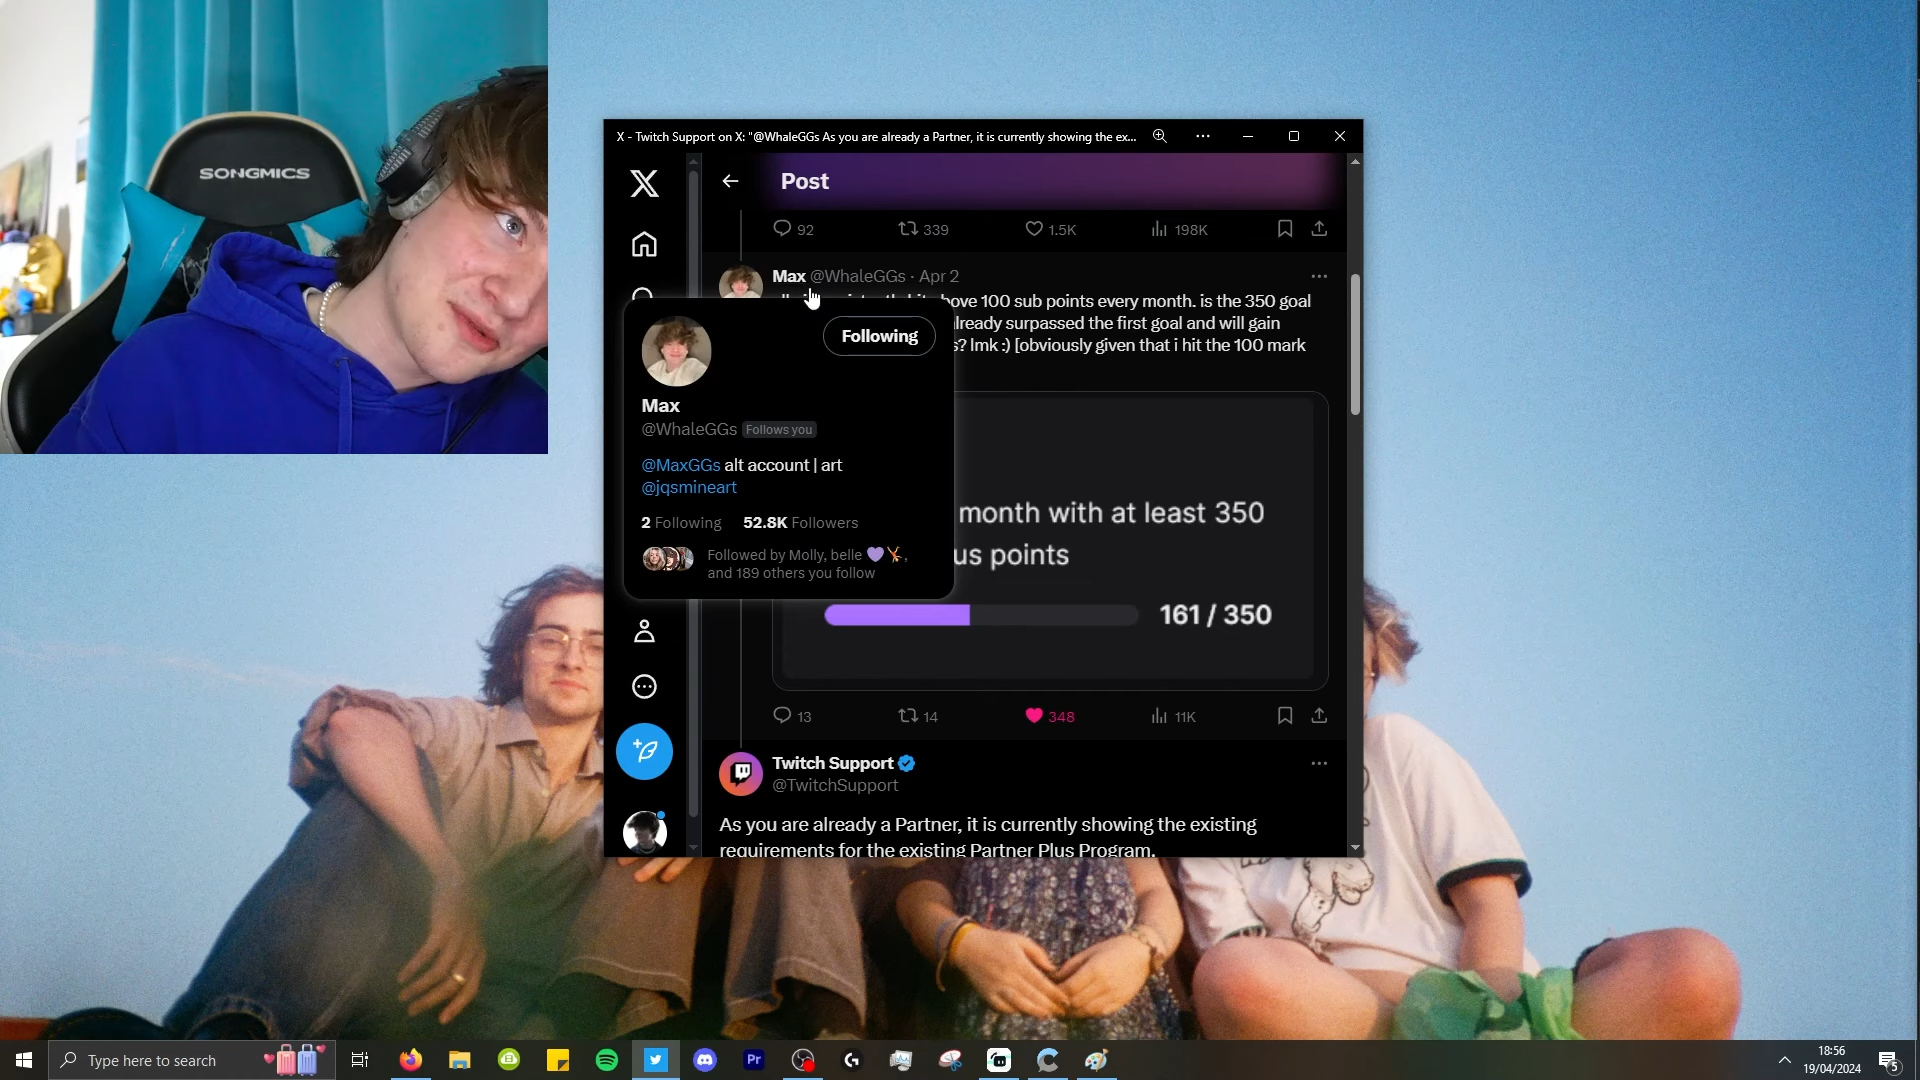 SONGMICS
X - Twitch Support on X: "@WhaleGGs As you are already a Partner, it is currently showing the ex...
Post
92
339
1.5K
198K
Max @WhaleGGs · Apr 2
bove 100 sub points every month. is the 350 goal
already surpassed the first goal and will gain
s? lmk :) [obviously given that i hit the 100 mark
Following
Max
@WhaleGGs Follows you
@MaxGGs alt account | art
@jqsmineart
2 Following 52.8K Followers
Followed by Molly, belle 💜💃,
and 189 others you follow
month with at least 350
us points
161 / 350
13
14
348
11K
Twitch Support
@TwitchSupport
As you are already a Partner, it is currently showing the existing
requirements for the existing Partner Plus Program.
Type here to search
Pr
18:56
19/04/2024
5